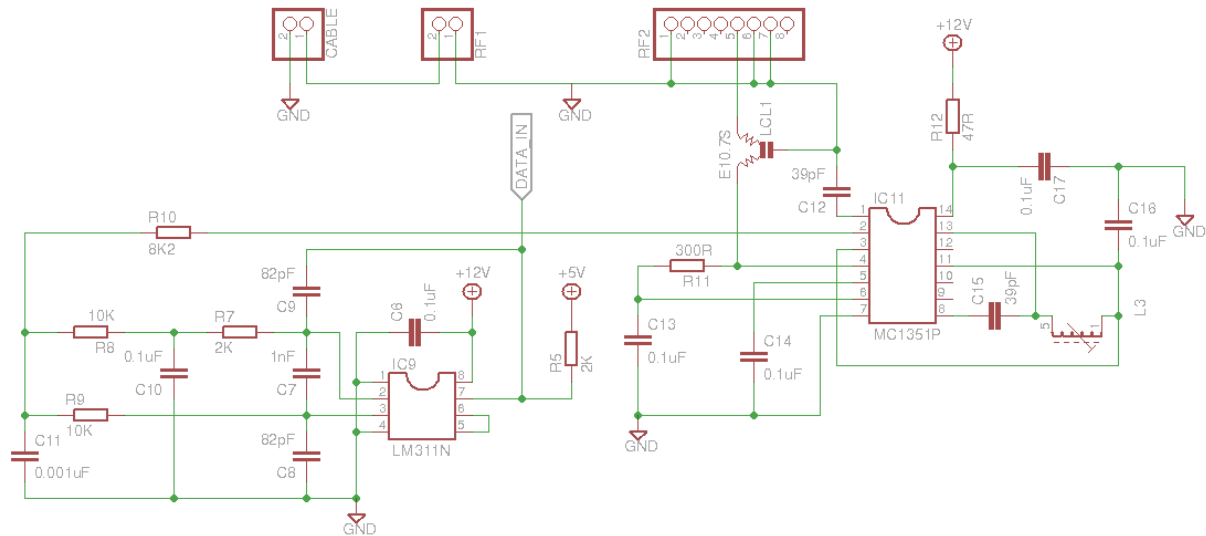 2 1 CABLE
2 1 RF1
RF2 1 2 3 4 5 6 7 8
+12V
GND
GND
R12 47R
LCL1
E10.7S
DATA_IN
39pF
C12
IC11
0.1uF C17
C16
0.1uF
GND
R10
8K2
1 14
2 13
3 12
4 11
5 10
6 9
7 8
MC1351P
300R
R11
82pF
C9
+12V
+5V
C6 0.1uF
C15 39pF
L3
5 1
10K
R8
R7
2K
C13
0.1uF
C14
0.1uF
R5 2K
0.1uF
C10
1nF
C7
IC9
1 8
2 7
3 6
4 5
LM311N
R9
10K
C11
0.001uF
82pF
C8
GND
GND